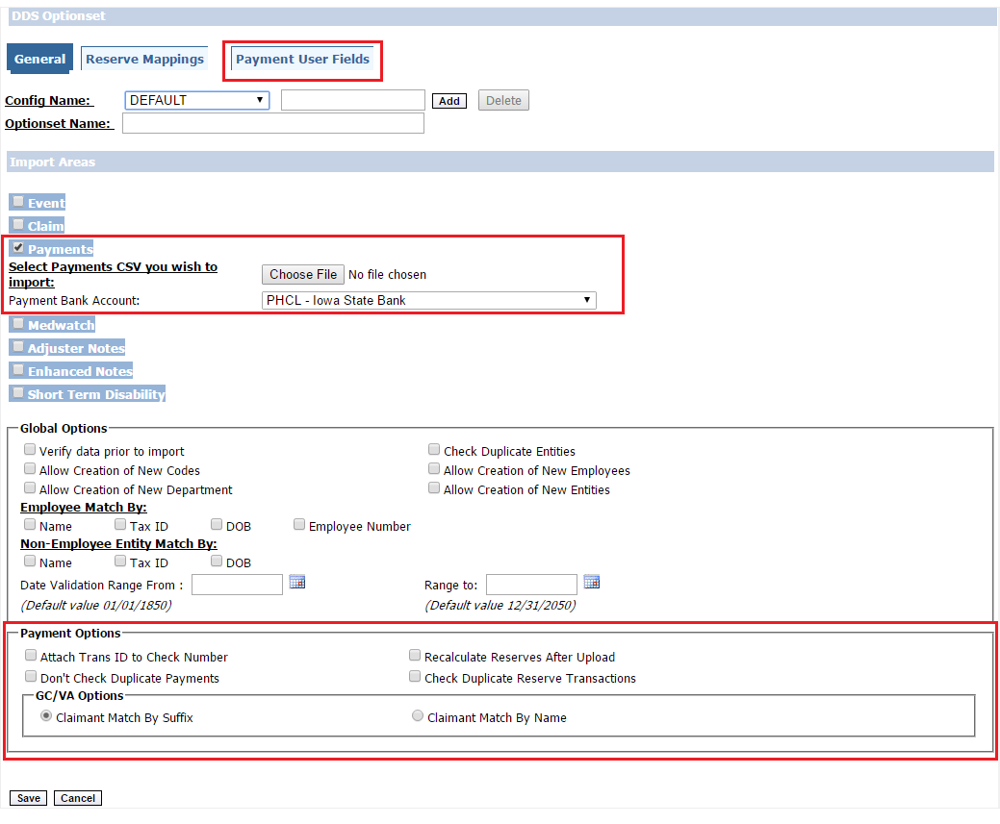 DDS Optionset
General Reserve Mappings Payment User Fields
Config Name: DEFAULT Add Delete
Optionset Name:
Import Areas
Event
Claim
Payments
Select Payments CSV you wish to
import: Choose File No file chosen
Payment Bank Account: PHCL - Iowa State Bank
Medwatch
Adjuster Notes
Enhanced Notes
Short Term Disability
Global Options
Verify data prior to import Check Duplicate Entities
Allow Creation of New Codes Allow Creation of New Employees
Allow Creation of New Department Allow Creation of New Entities
Employee Match By:
Name Tax ID DOB Employee Number
Non-Employee Entity Match By:
Name Tax ID DOB
Date Validation Range From : Range to:
(Default value 01/01/1850) (Default value 12/31/2050)
Payment Options
Attach Trans ID to Check Number Recalculate Reserves After Upload
Don't Check Duplicate Payments Check Duplicate Reserve Transactions
GC/VA Options
Claimant Match By Suffix Claimant Match By Name
Save Cancel